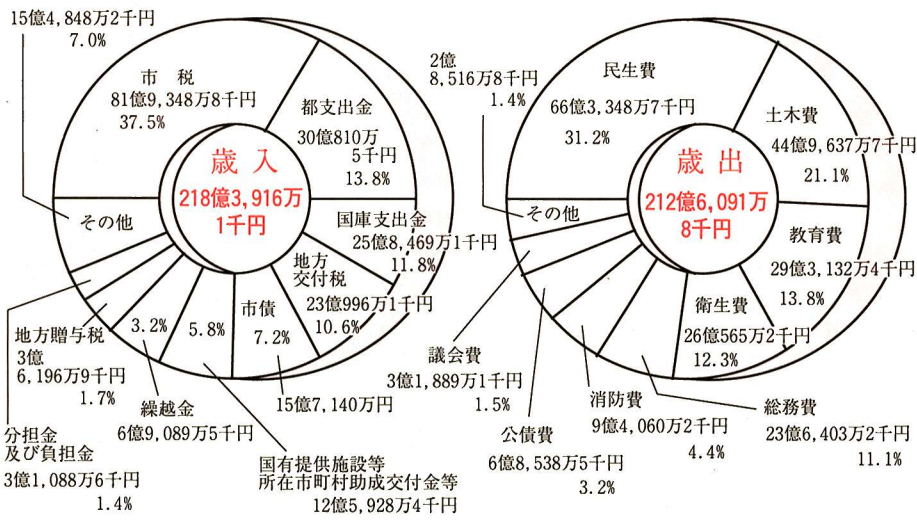 15億4,848万2千円
7.0%
市 税
81億9,348万8千円
37.5%
都支出金
30億810万
5千円
13.8%
歳入
218億3,916万
1千円
国庫支出金
25億8,469万1千円
11.8%
地方
交付税
23億996万1千円
10.6%
市債
7.2%
15億7,140万円
5.8%
国有提供施設等
所在市町村助成交付金等
12億5,928万4千円
3.2%
繰越金
6億9,089万5千円
地方贈与税
3億
6,196万9千円
1.7%
分担金
及び負担金
3億1,088万6千円
1.4%
その他
2億
8,516万8千円
1.4%
民生費
66億3,348万7千円
31.2%
土木費
44億9,637万7千円
21.1%
歳出
212億6,091万
8千円
教育費
29億3,132万4千円
13.8%
衛生費
26億565万2千円
12.3%
総務費
23億6,403万2千円
11.1%
消防費
9億4,060万2千円
4.4%
公債費
6億8,538万5千円
3.2%
議会費
3億1,889万1千円
1.5%
その他